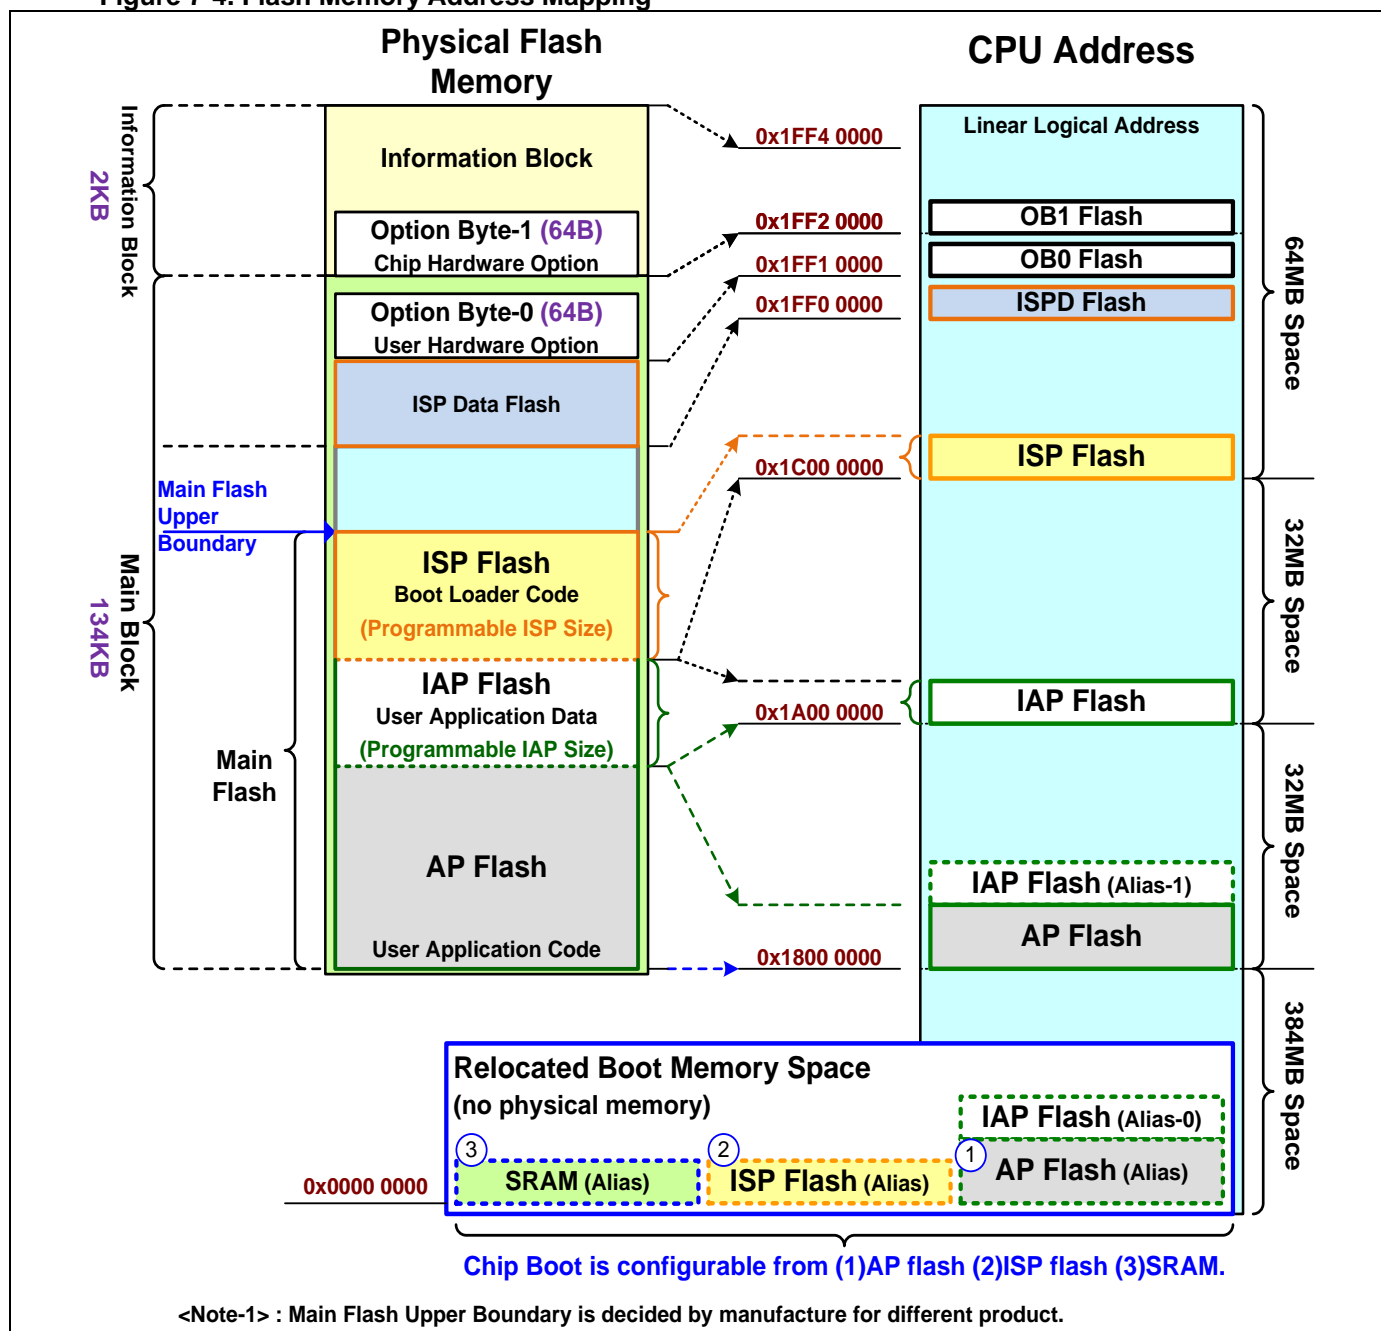 Figure 7-4. Flash Memory Address Mapping
Physical Flash
Memory
CPU Address
Information Block
2KB
Main Block
134KB
Main Flash
Upper
Boundary
Main
Flash
Information Block
Option Byte-1 (64B)
Chip Hardware Option
Option Byte-0 (64B)
User Hardware Option
ISP Data Flash
ISP Flash
Boot Loader Code
(Programmable ISP Size)
IAP Flash
User Application Data
(Programmable IAP Size)
AP Flash
User Application Code
0x1FF4 0000
0x1FF2 0000
0x1FF1 0000
0x1FF0 0000
0x1C00 0000
0x1A00 0000
0x1800 0000
0x0000 0000
Linear Logical Address
OB1 Flash
OB0 Flash
ISPD Flash
ISP Flash
IAP Flash
IAP Flash (Alias-1)
AP Flash
64MB Space
32MB Space
32MB Space
384MB Space
Relocated Boot Memory Space
(no physical memory)
3
SRAM (Alias)
2
ISP Flash (Alias)
IAP Flash (Alias-0)
1
AP Flash (Alias)
Chip Boot is configurable from (1)AP flash (2)ISP flash (3)SRAM.
<Note-1> : Main Flash Upper Boundary is decided by manufacture for different product.